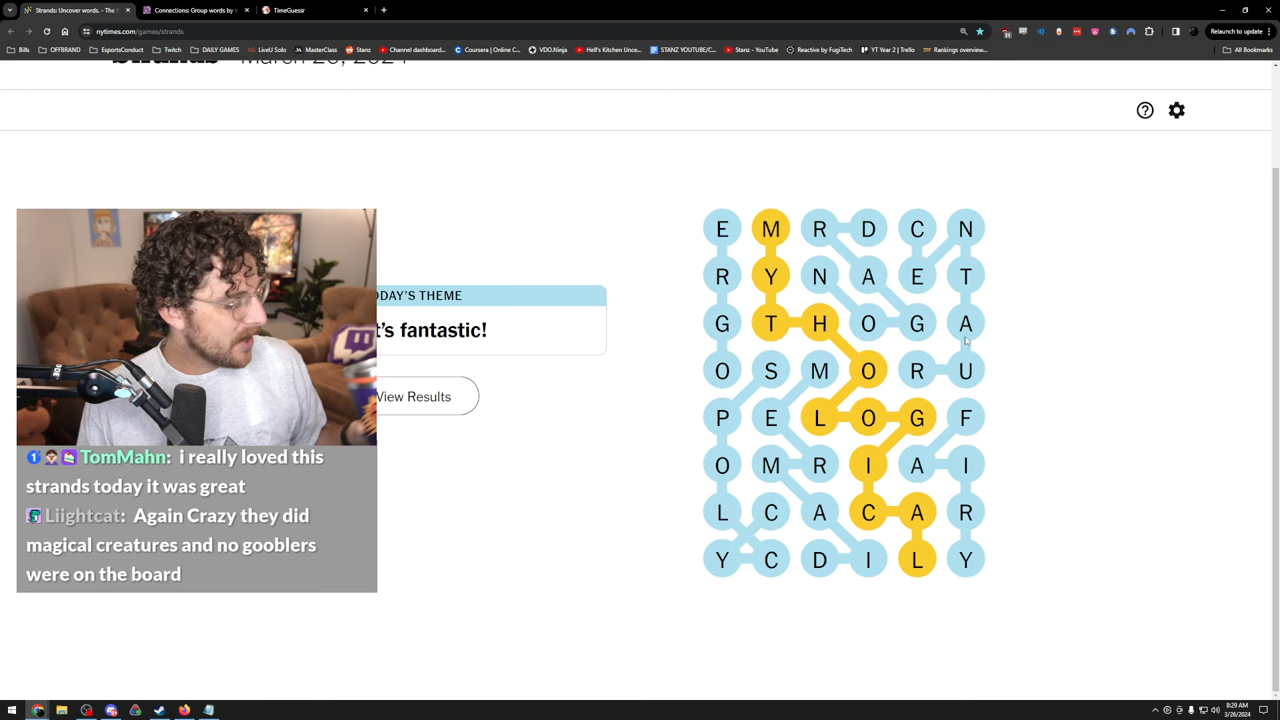 Strands: Uncover words. - The
Connections: Group words by t
TimeGuessr
nytimes.com/games/strands
Relaunch to update
Bills
OFFBRAND
EsportsConduct
Twitch
DAILY GAMES
LiveU Solo
MasterClass
Stanz
Channel dashboard...
Coursera | Online C...
VDO.Ninja
Hell's Kitchen Unce...
STANZ YOUTUBE/C...
Stanz - YouTube
Reactive by FugiTech
YT Year 2 | Trello
Rankings overview...
All Bookmarks
ODAY'S THEME
t's fantastic!
View Results
E M R D C N
R Y N A E T
G T H O G A
O S M O R U
P E L O G F
O M R I A I
L C A C A R
Y C D I L Y
TomMahn: i really loved this
strands today it was great
Liightcat: Again Crazy they did
magical creatures and no gooblers
were on the board
8:29 AM
3/26/2024